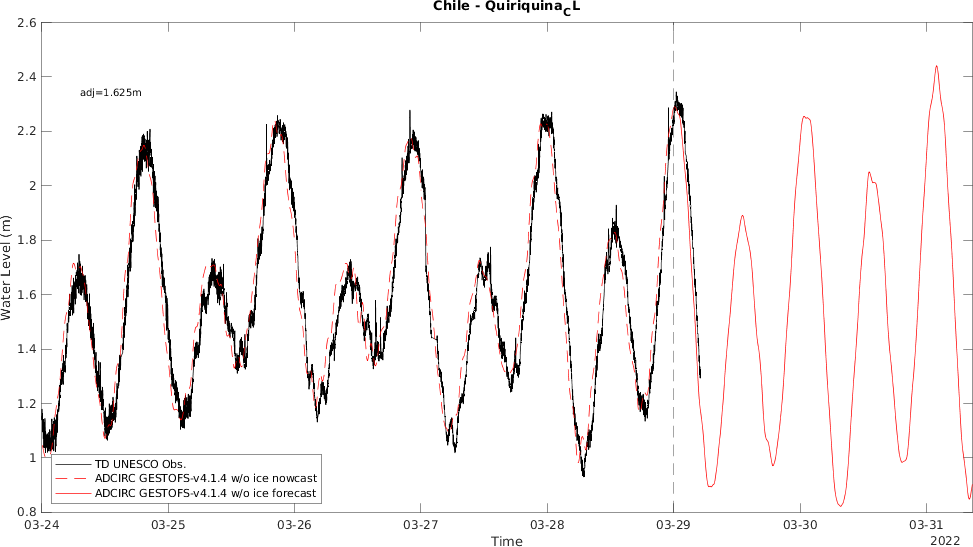 Chile - Quiriquina_CL
2.6
2.4
adj=1.625m
2.2
2
1.8
Water Level (m)
1.6
1.4
1.2
1
TD UNESCO Obs.
ADCIRC GESTOFS-v4.1.4 w/o ice nowcast
ADCIRC GESTOFS-v4.1.4 w/o ice forecast
0.8
03-24 03-25 03-26 03-27 03-28 03-29 03-30 03-31
Time
2022